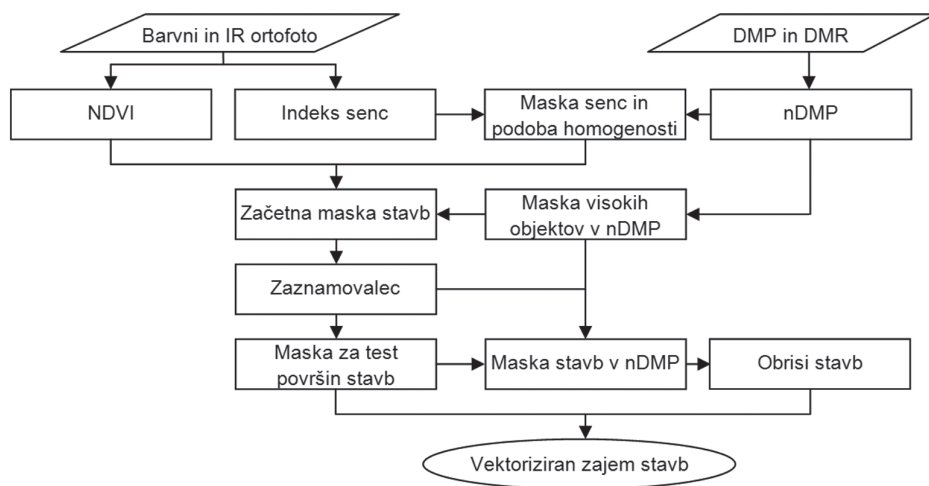 Barvni in IR ortofoto
DMP in DMR
NDVI
Indeks senc
Maska senc in
podoba homogenosti
nDMP
Začetna maska stavb
Maska visokih
objektov v nDMP
Zaznamovalec
Maska za test
površin stavb
Maska stavb v nDMP
Obrisi stavb
Vektoriziran zajem stavb